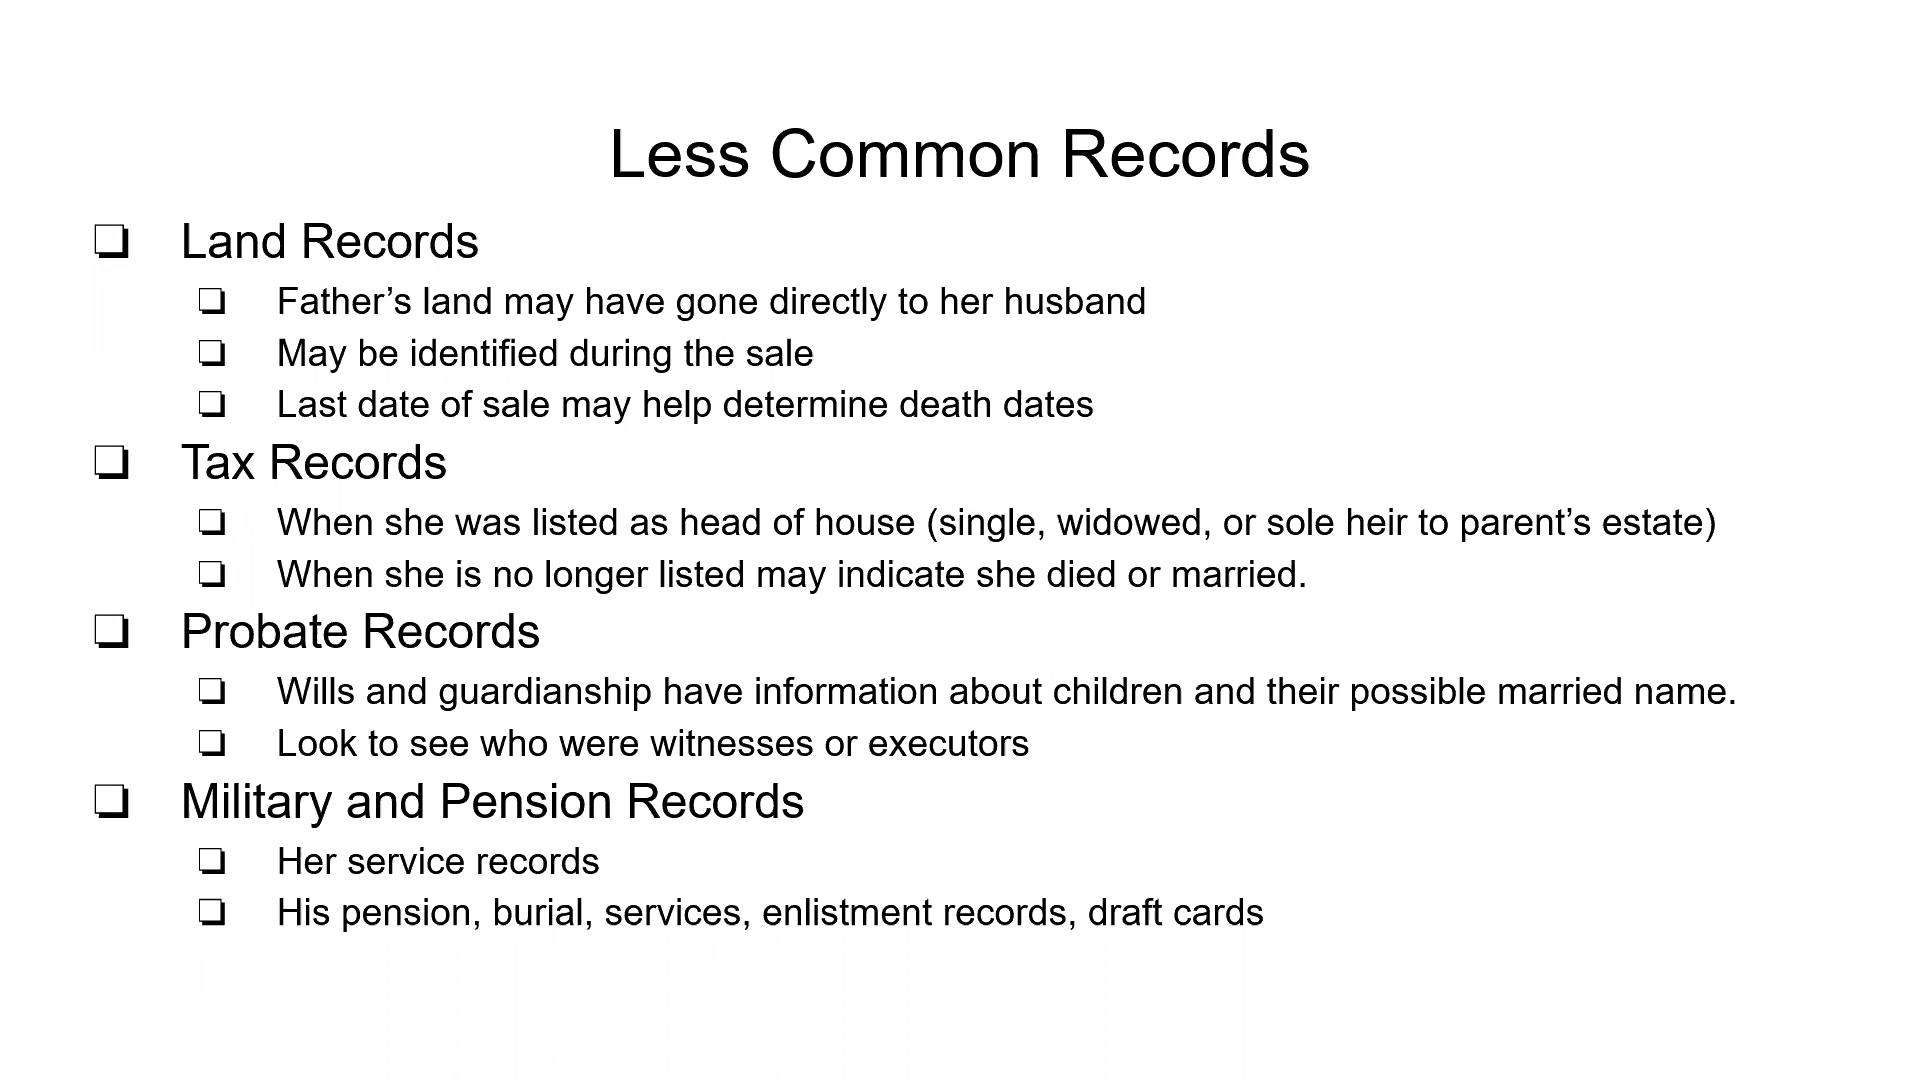 Less Common Records
❏ Land Records
❏ Father’s land may have gone directly to her husband
❏ May be identified during the sale
❏ Last date of sale may help determine death dates
❏ Tax Records
❏ When she was listed as head of house (single, widowed, or sole heir to parent’s estate)
❏ When she is no longer listed may indicate she died or married.
❏ Probate Records
❏ Wills and guardianship have information about children and their possible married name.
❏ Look to see who were witnesses or executors
❏ Military and Pension Records
❏ Her service records
❏ His pension, burial, services, enlistment records, draft cards